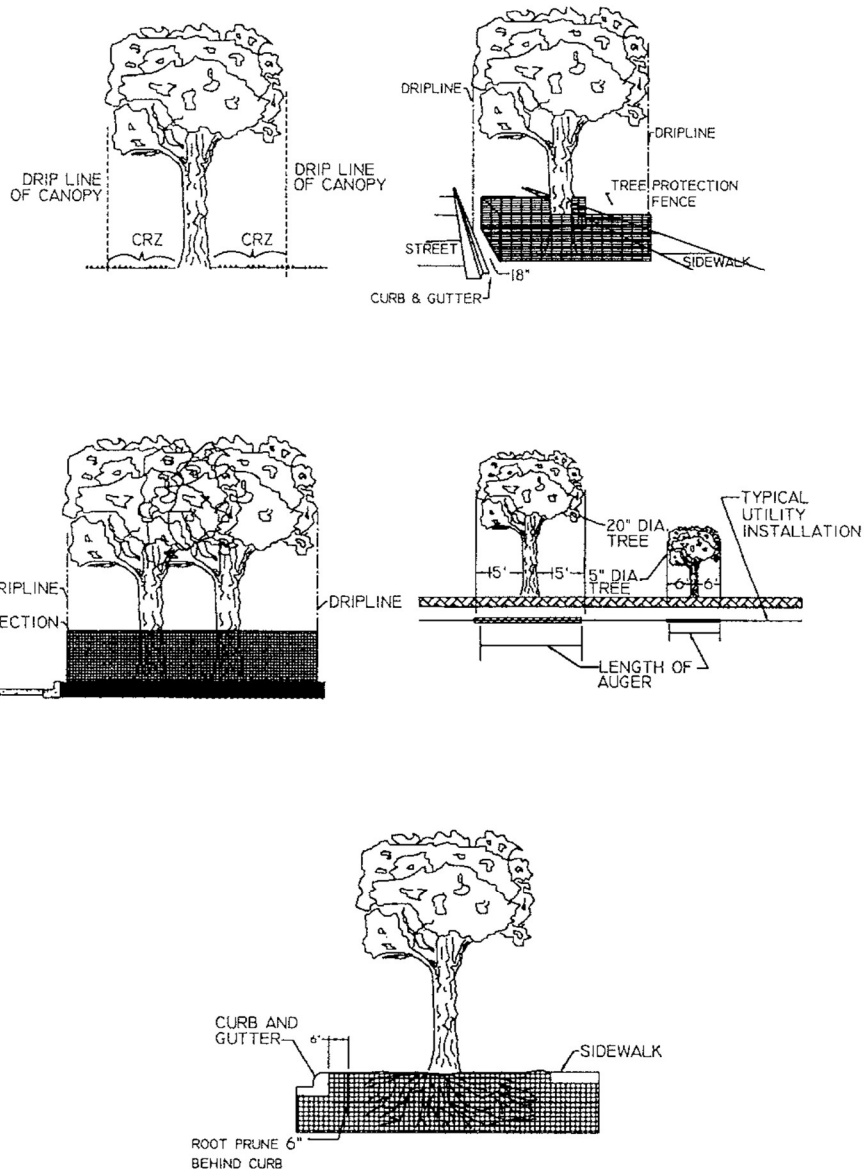 DRIP LINE
OF CANOPY
CRZ
CRZ
DRIP LINE
OF CANOPY
DRIPLINE
DRIPLINE
TREE PROTECTION
FENCE
STREET
SIDEWALK
18"
CURB & GUTTER
RIPLINE
ECTION
DRIPLINE
20" DIA.
TREE
TYPICAL
UTILITY
INSTALLATION
15'
15'
5" DIA.
TREE
6'
6'
LENGTH OF
AUGER
CURB AND
GUTTER
6"
SIDEWALK
ROOT PRUNE 6"
BEHIND CURB